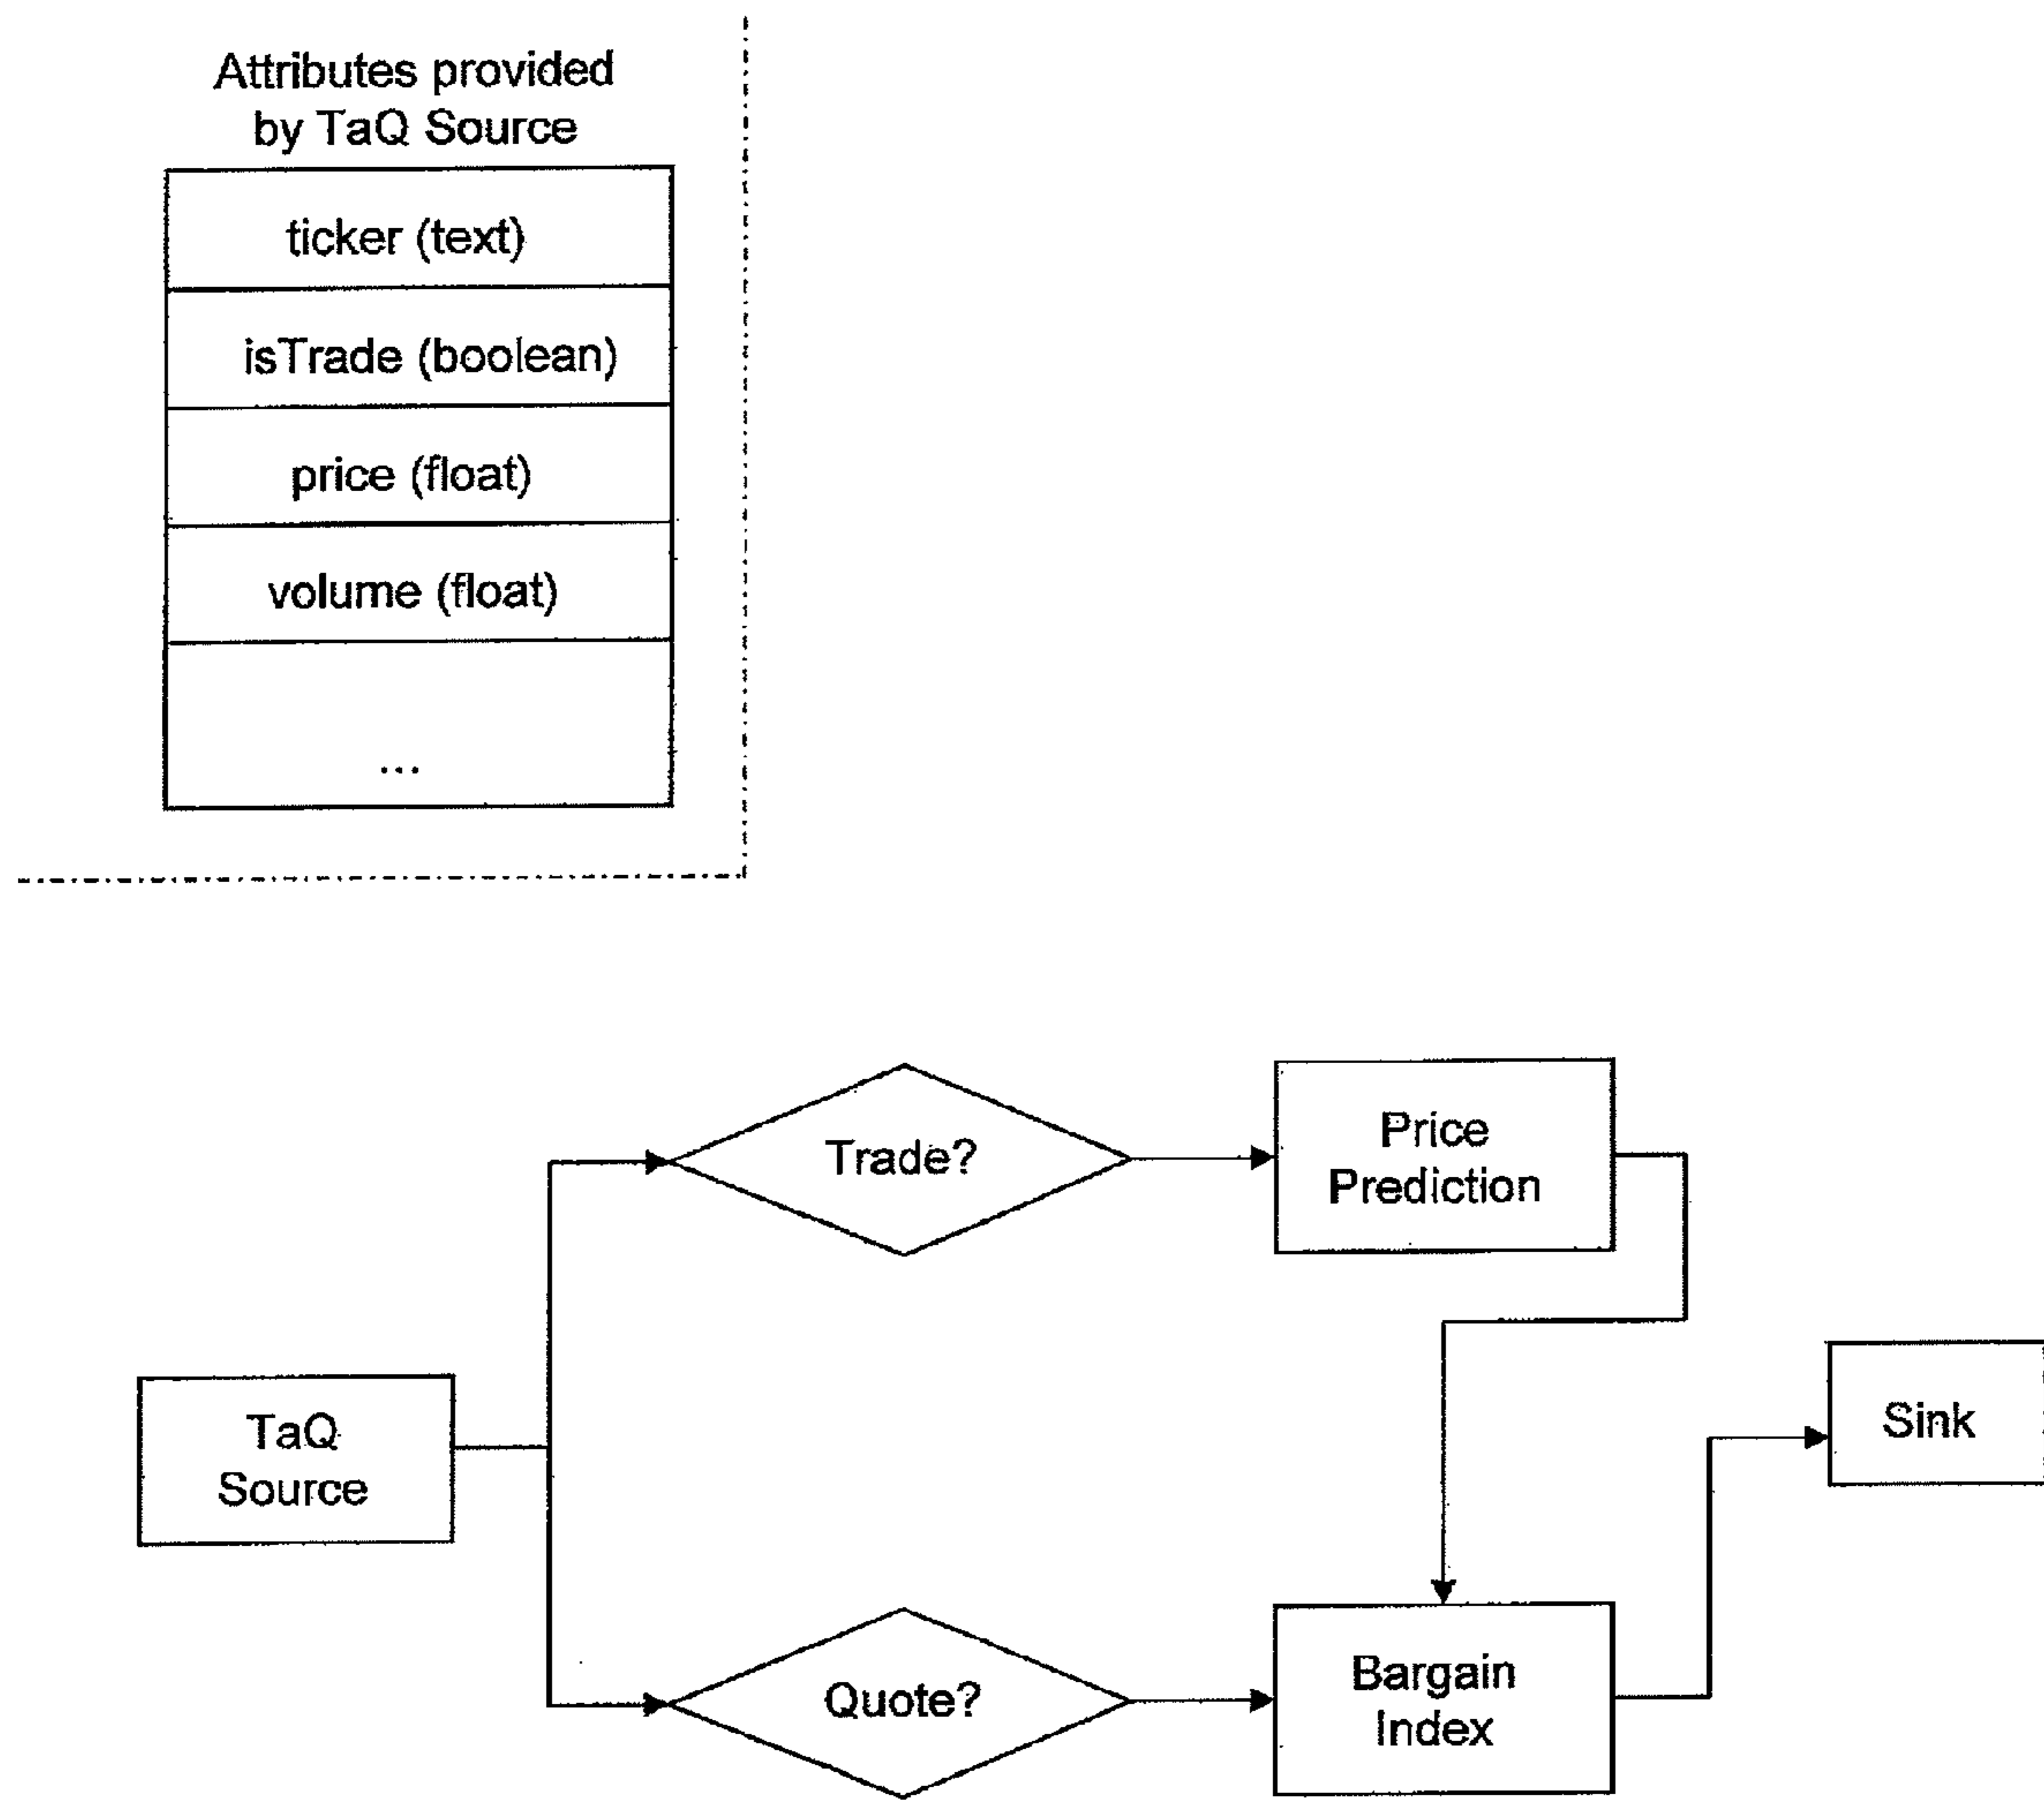 Attributes provided
by TaQ Source
ticker (text)
isTrade (boolean)
price (float)
volume (float)
...
Trade?
Price
Prediction
TaQ
Source
Sink
Quote?
Bargain
Index